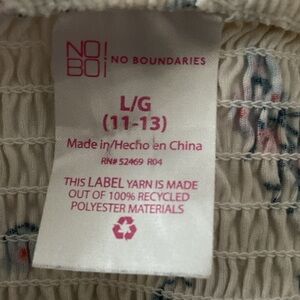 NO!
BO! NO BOUNDARIES
L/G
(11-13)
Made in/Hecho en China
RN# 52469 R04
THIS LABEL YARN IS MADE
OUT OF 100% RECYCLED
POLYESTER MATERIALS